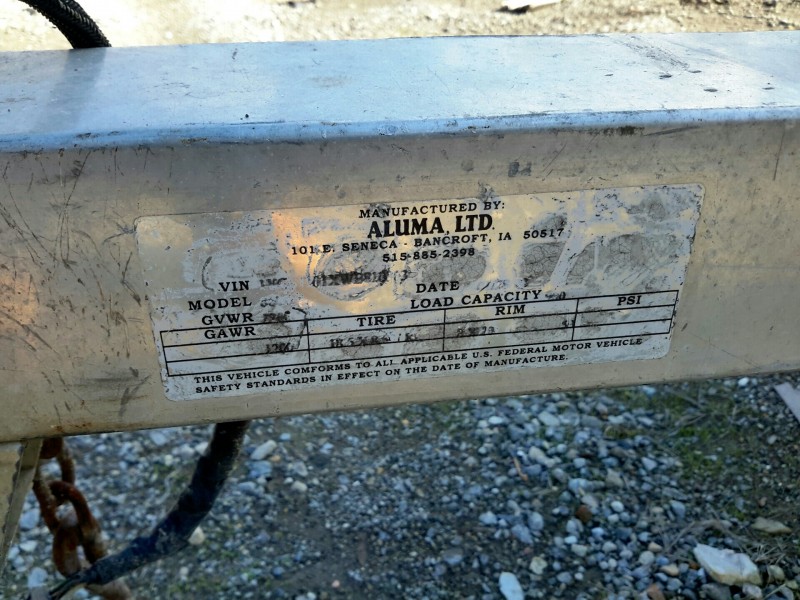 MANUFACTURED BY:
ALUMA, LTD.
101 E. SENECA - BANCROFT, IA 50517
515-885-2398
VIN DATE
MODEL LOAD CAPACITY
GVWR
GAWR TIRE RIM PSI
THIS VEHICLE COMFORMS TO ALL APPLICABLE U.S. FEDERAL MOTOR VEHICLE
SAFETY STANDARDS IN EFFECT ON THE DATE OF MANUFACTURE.